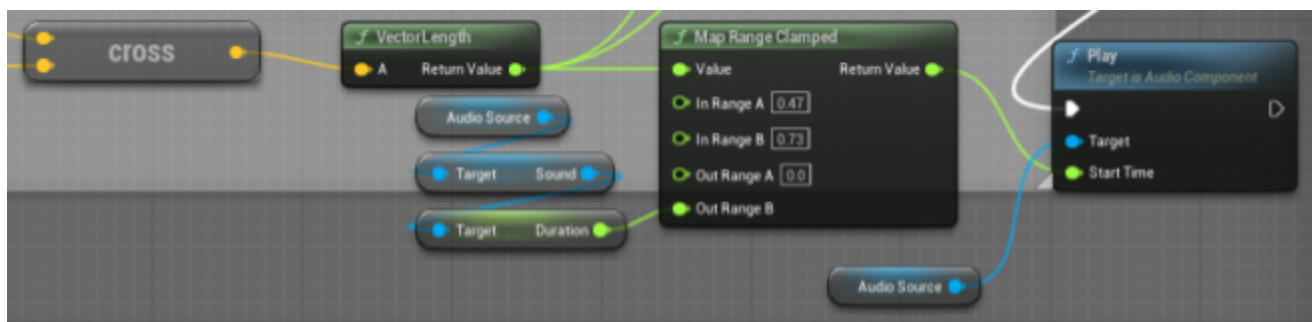 cross
f VectorLength
A Return Value
Audio Source
Target Sound
Target Duration
f Map Range Clamped
Value Return Value
In Range A 0.47
In Range B 0.73
Out Range A 0.0
Out Range B
Audio Source
f Play
Target is Audio Component
Target
Start Time